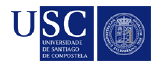 USC
UNIVERSIDADE
DE SANTIAGO
DE COMPOSTELA